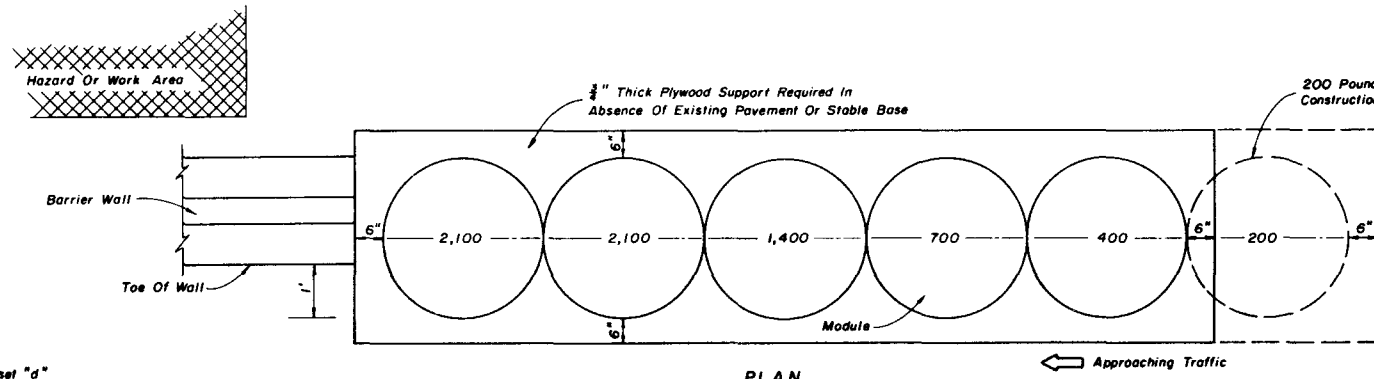 Hazard Or Work Area
" Thick Plywood Support Required In
Absence Of Existing Pavement Or Stable Base
200 Pound
Construction
Barrier Wall
6"
6"
2,100
2,100
1,400
700
400
6"
200
6"
Toe Of Wall
1'
6"
Module
set "d"
PLAN
Approaching Traffic